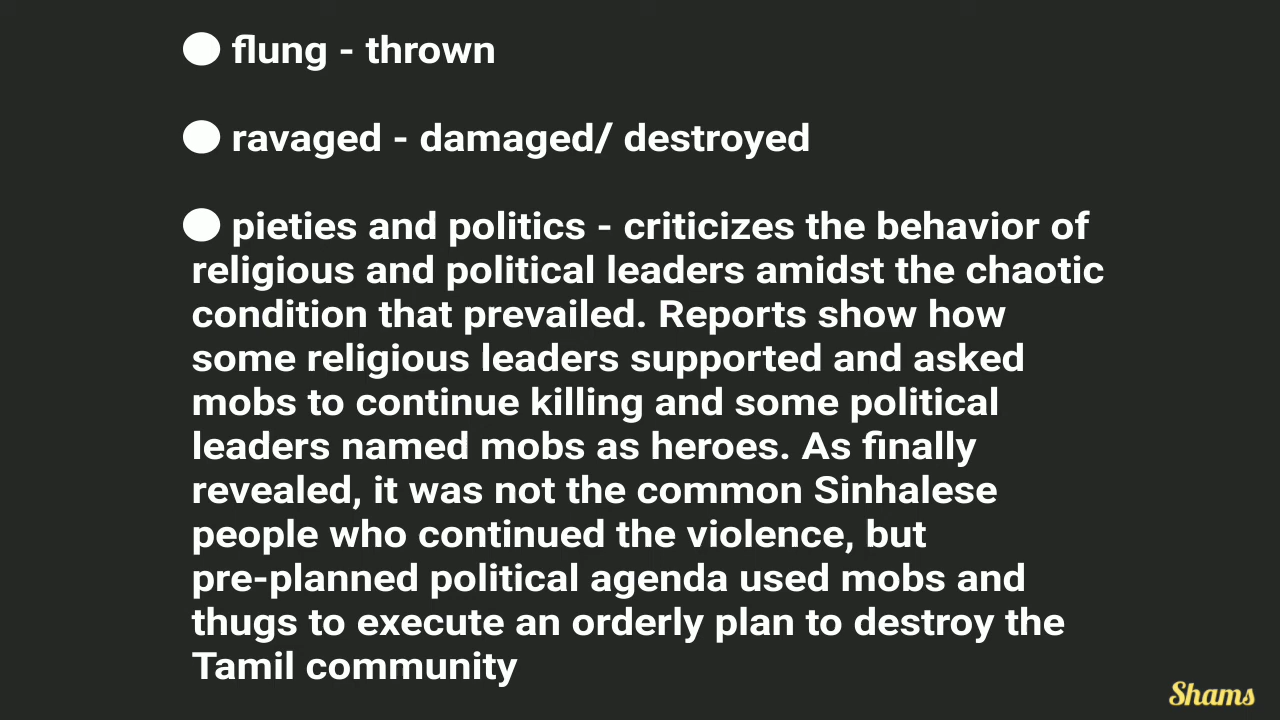 ● flung - thrown
● ravaged - damaged/ destroyed
● pieties and politics - criticizes the behavior of
religious and political leaders amidst the chaotic
condition that prevailed. Reports show how
some religious leaders supported and asked
mobs to continue killing and some political
leaders named mobs as heroes. As finally
revealed, it was not the common Sinhalese
people who continued the violence, but
pre-planned political agenda used mobs and
thugs to execute an orderly plan to destroy the
Tamil community
Shams